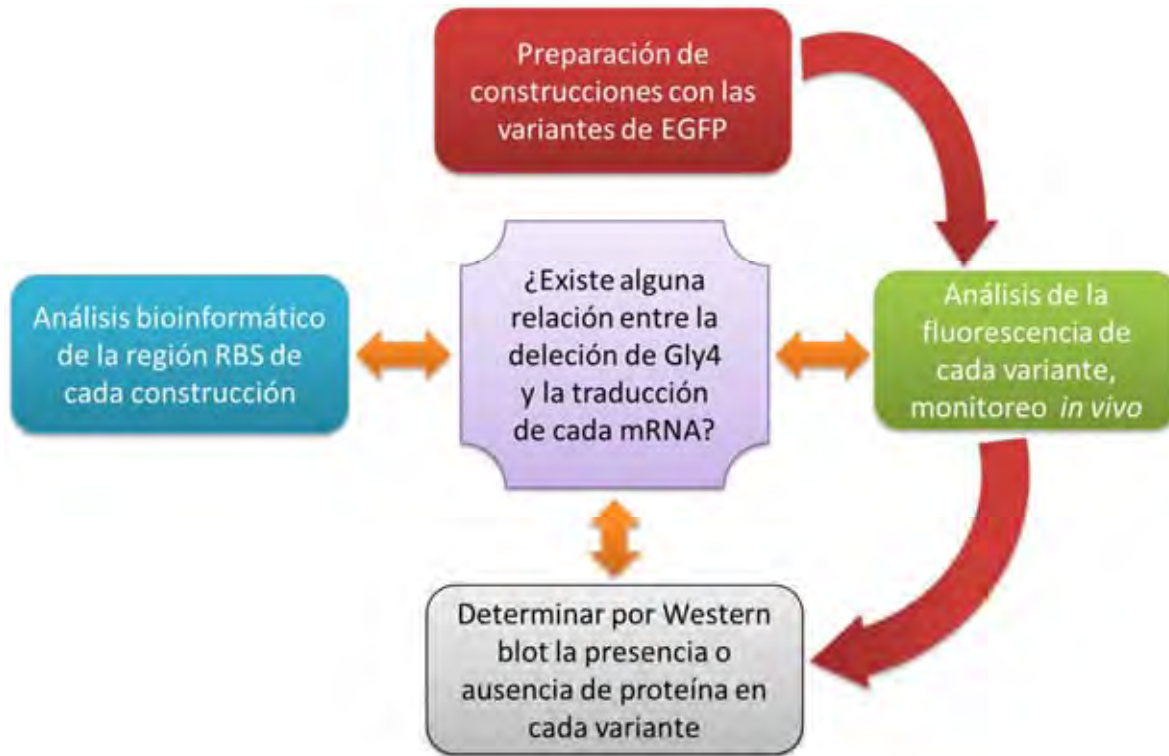 Preparación de
construcciones con las
variantes de EGFP
Análisis bioinformático
de la región RBS de
cada construcción
¿Existe alguna
relación entre la
deleción de Gly4
y la traducción
de cada mRNA?
Análisis de la
fluorescencia de
cada variante,
monitoreo in vivo
Determinar por Western
blot la presencia o
ausencia de proteína en
cada variante